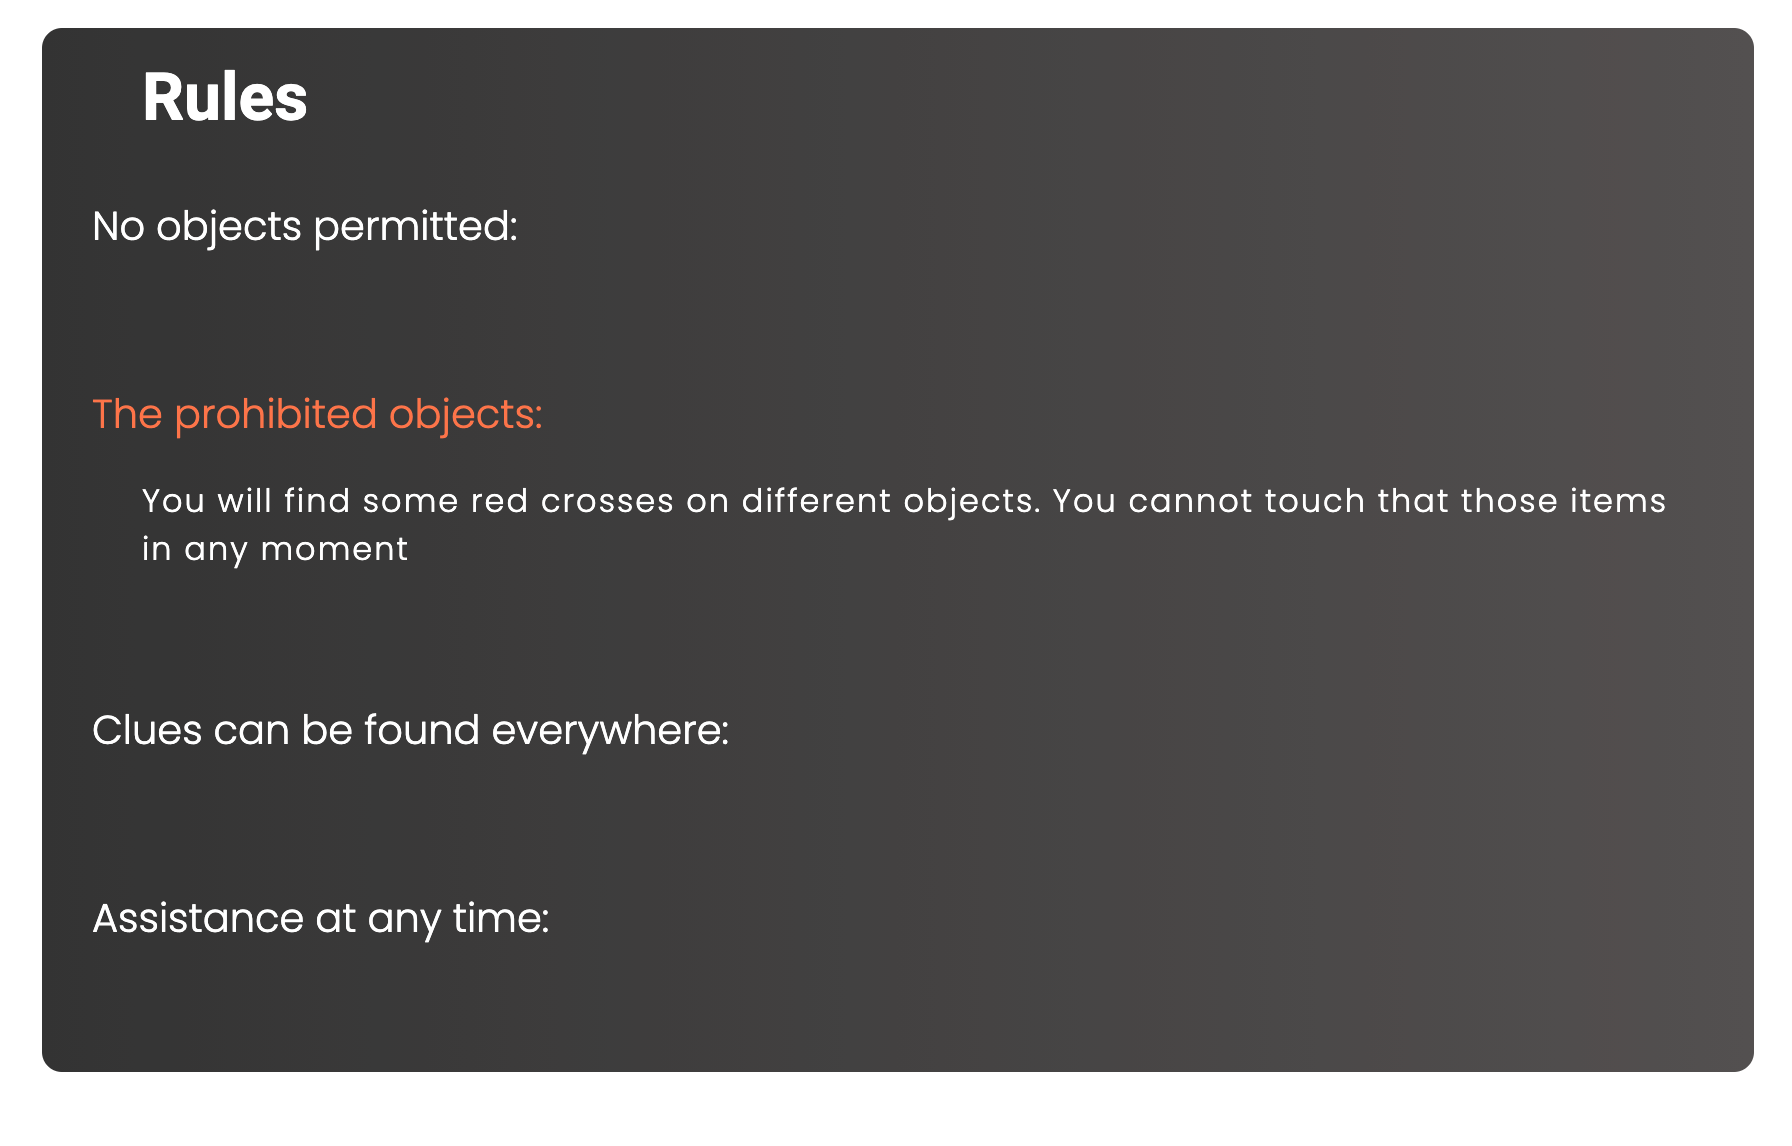 Rules
No objects permitted:
The prohibited objects:
You will find some red crosses on different objects. You cannot touch that those items
in any moment
Clues can be found everywhere:
Assistance at any time: